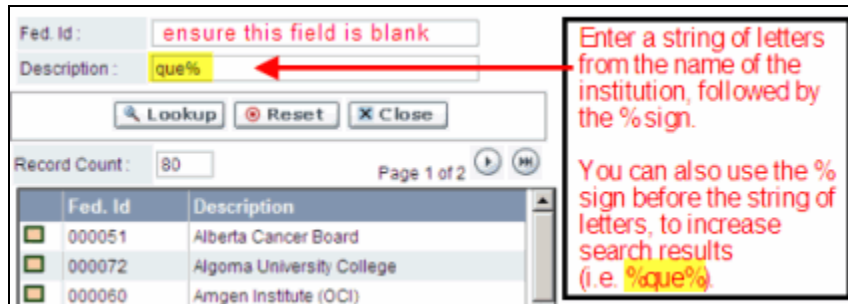 Fed. Id :
ensure this field is blank
Description :
que%
Lookup
Reset
Close
Record Count :
80
Page 1 of 2
Fed. Id
Description
000051
Alberta Cancer Board
000072
Algoma University College
000060
Amgen Institute (OCI)
Enter a string of letters
from the name of the
institution, followed by
the % sign.
You can also use the %
sign before the string of
letters, to increase
search results
(i.e. %que%).